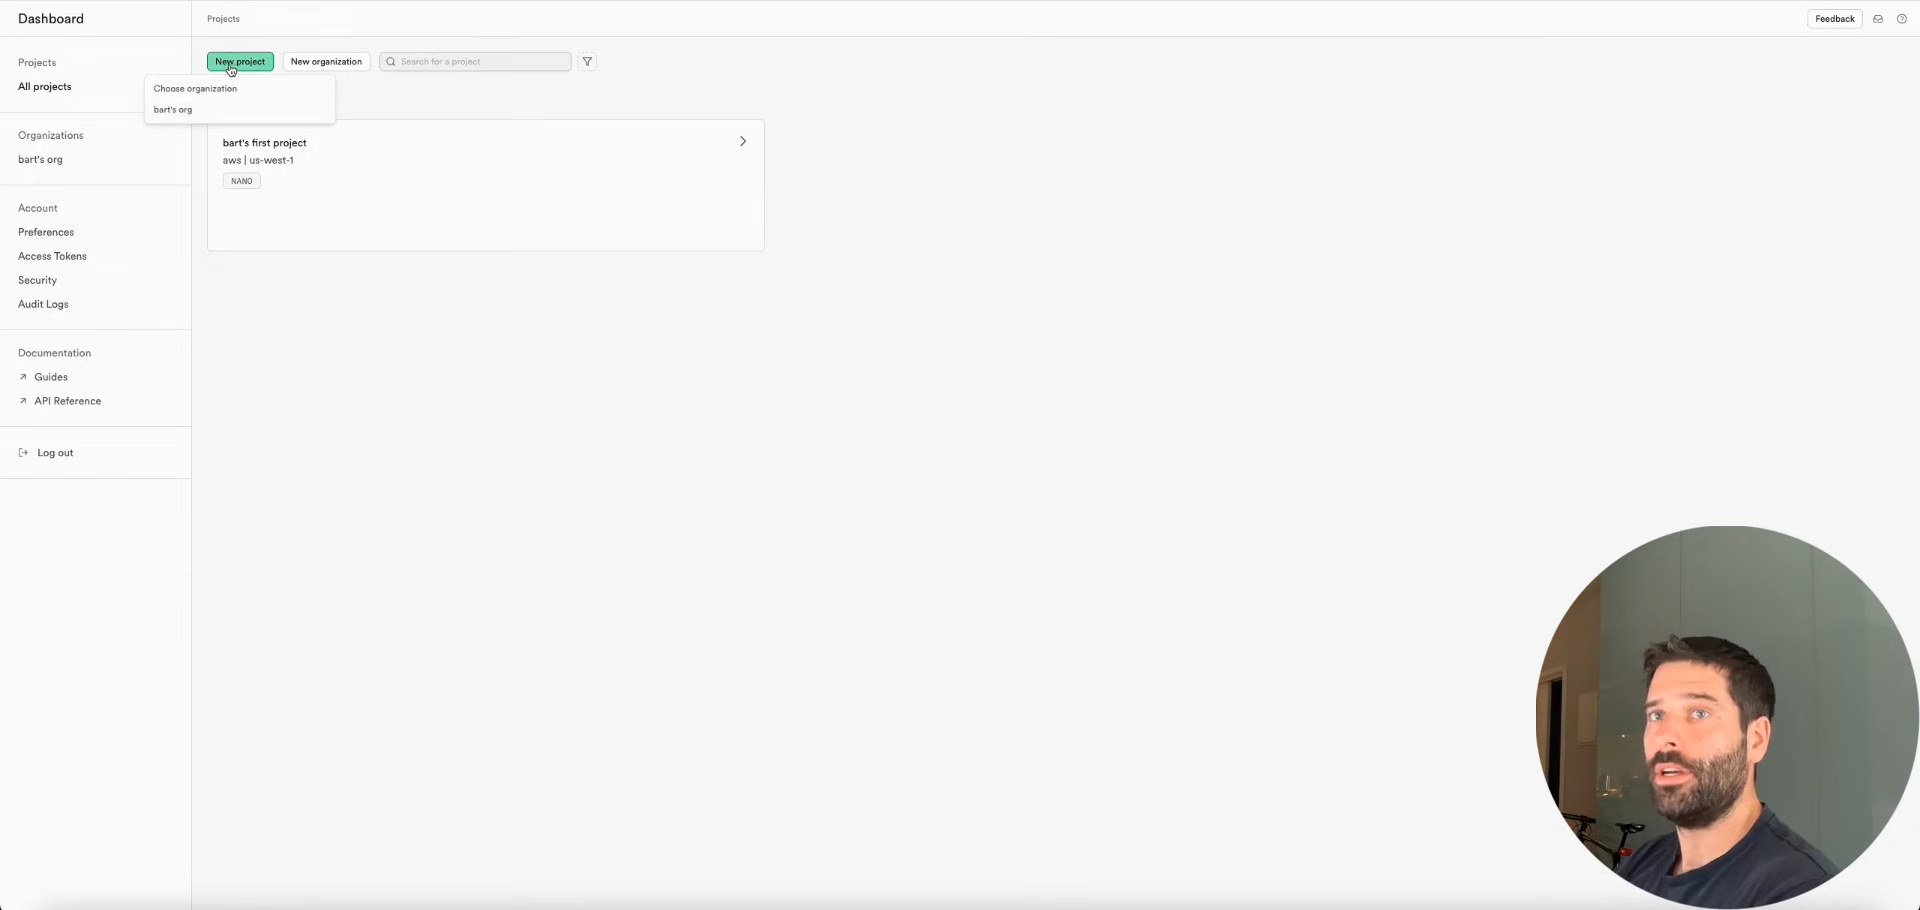 Dashboard
Projects
Feedback
Projects
All projects
Organizations
bart's org
Account
Preferences
Access Tokens
Security
Audit Logs
Documentation
Guides
API Reference
Log out
New project
New organization
Search for a project
Choose organization
bart's org
bart's first project
aws | us-west-1
NANO